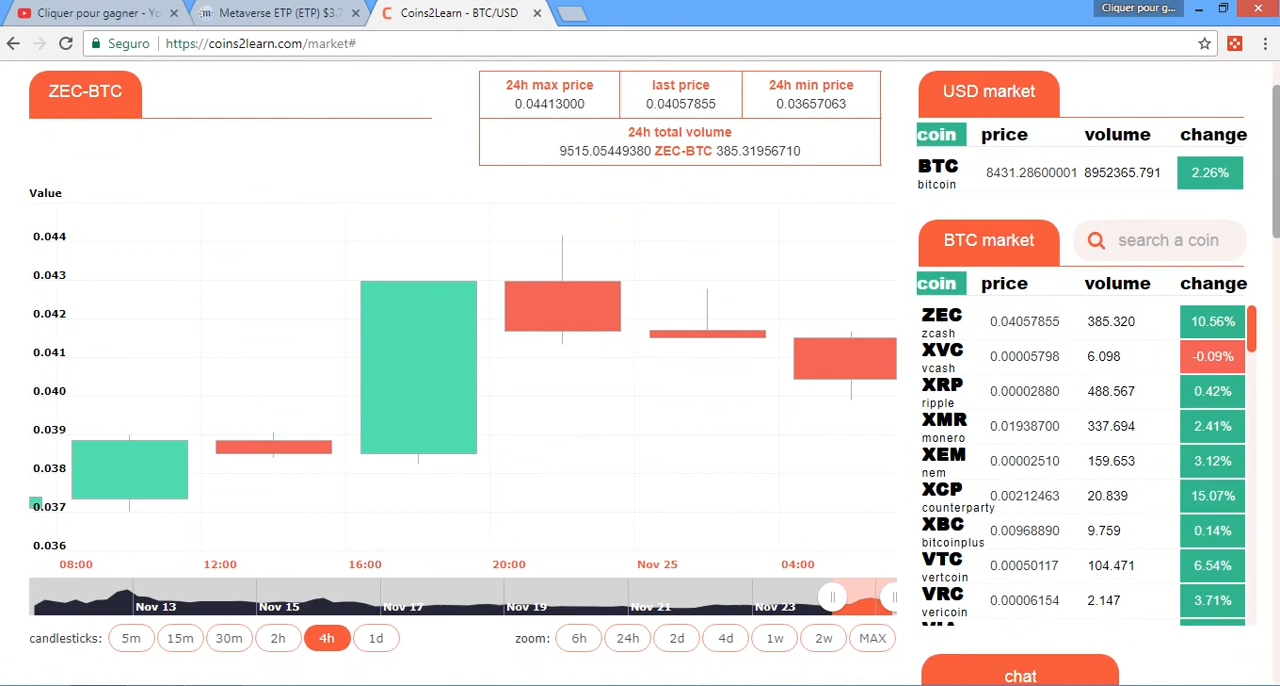 Cliquer pour gagner - Yo
Metaverse ETP (ETP) $3.7
Coins2Learn - BTC/USD
Cliquer pour g...
Seguro
https://coins2learn.com/market#
ZEC-BTC
24h max price
last price
24h min price
0.04413000
0.04057855
0.03657063
24h total volume
9515.05449380 ZEC-BTC 385.31956710
Value
0.044
0.043
0.042
0.041
0.040
0.039
0.038
0.037
0.036
08:00
12:00
16:00
20:00
Nov 25
04:00
Nov 13
Nov 15
Nov 17
Nov 19
Nov 21
Nov 23
candlesticks:
5m
15m
30m
2h
4h
1d
zoom:
6h
24h
2d
4d
1w
2w
MAX
USD market
coin price volume change
BTC 8431.28600001 8952365.791 2.26%
bitcoin
BTC market
search a coin
coin price volume change
ZEC 0.04057855 385.320 10.56%
zcash
XVC 0.00005798 6.098 -0.09%
vcash
XRP 0.00002880 488.567 0.42%
ripple
XMR 0.01938700 337.694 2.41%
monero
XEM 0.00002510 159.653 3.12%
nem
XCP 0.00212463 20.839 15.07%
counterparty
XBC 0.00968890 9.759 0.14%
bitcoinplus
VTC 0.00050117 104.471 6.54%
vertcoin
VRC 0.00006154 2.147 3.71%
vericoin
chat